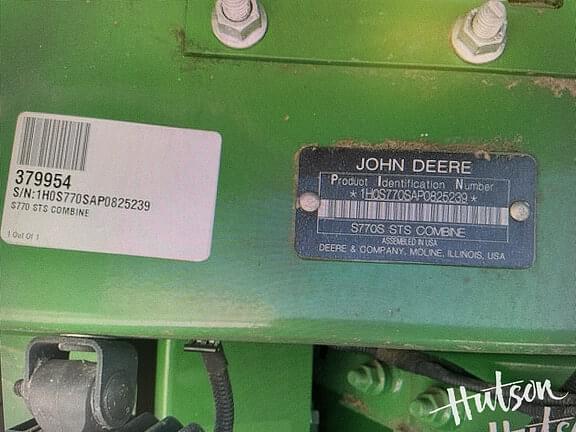 379954
S/N:1H0S770SAP0825239
S770 STS COMBINE
1 Out Of 1
JOHN DEERE
Product Identification Number
*1H0S770SAP0825239*
S770S STS COMBINE
ASSEMBLED IN USA
DEERE & COMPANY, MOLINE, ILLINOIS, USA
Hutson
Hutson